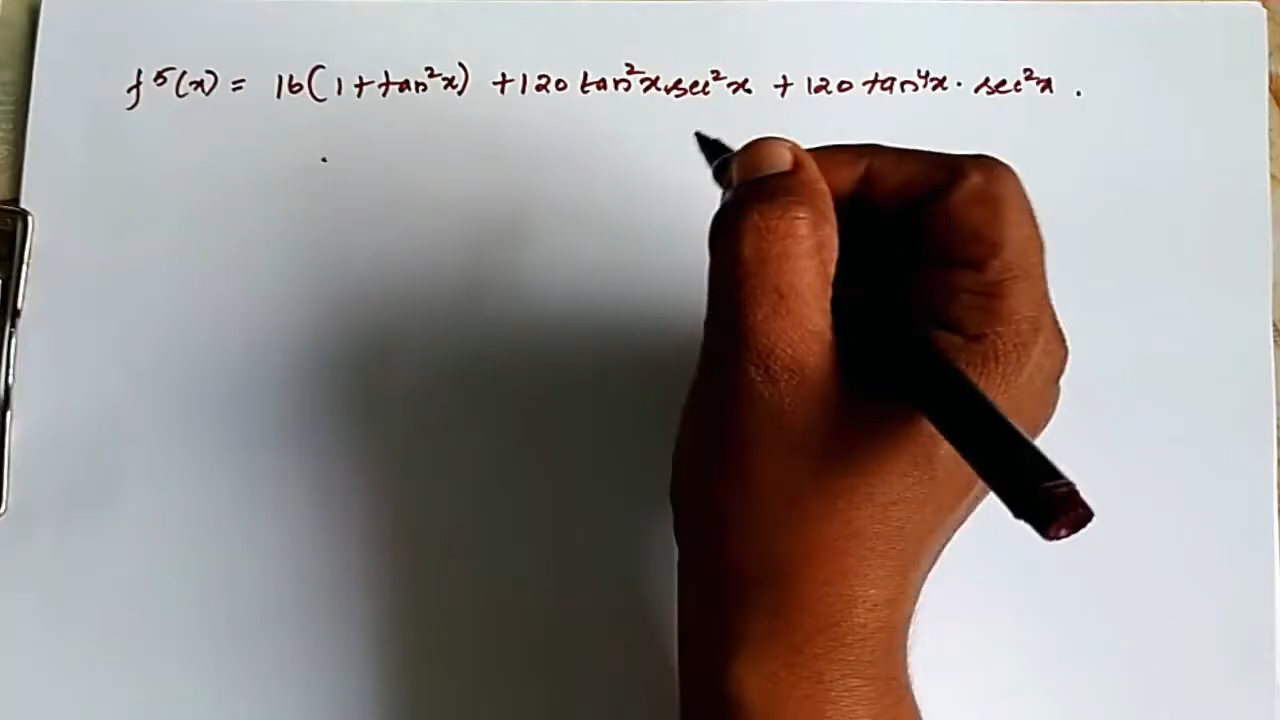 f⁵(x) = 16(1+tan²x) +120 tan²x.sec²x + 120 tan⁴x. sec²x .